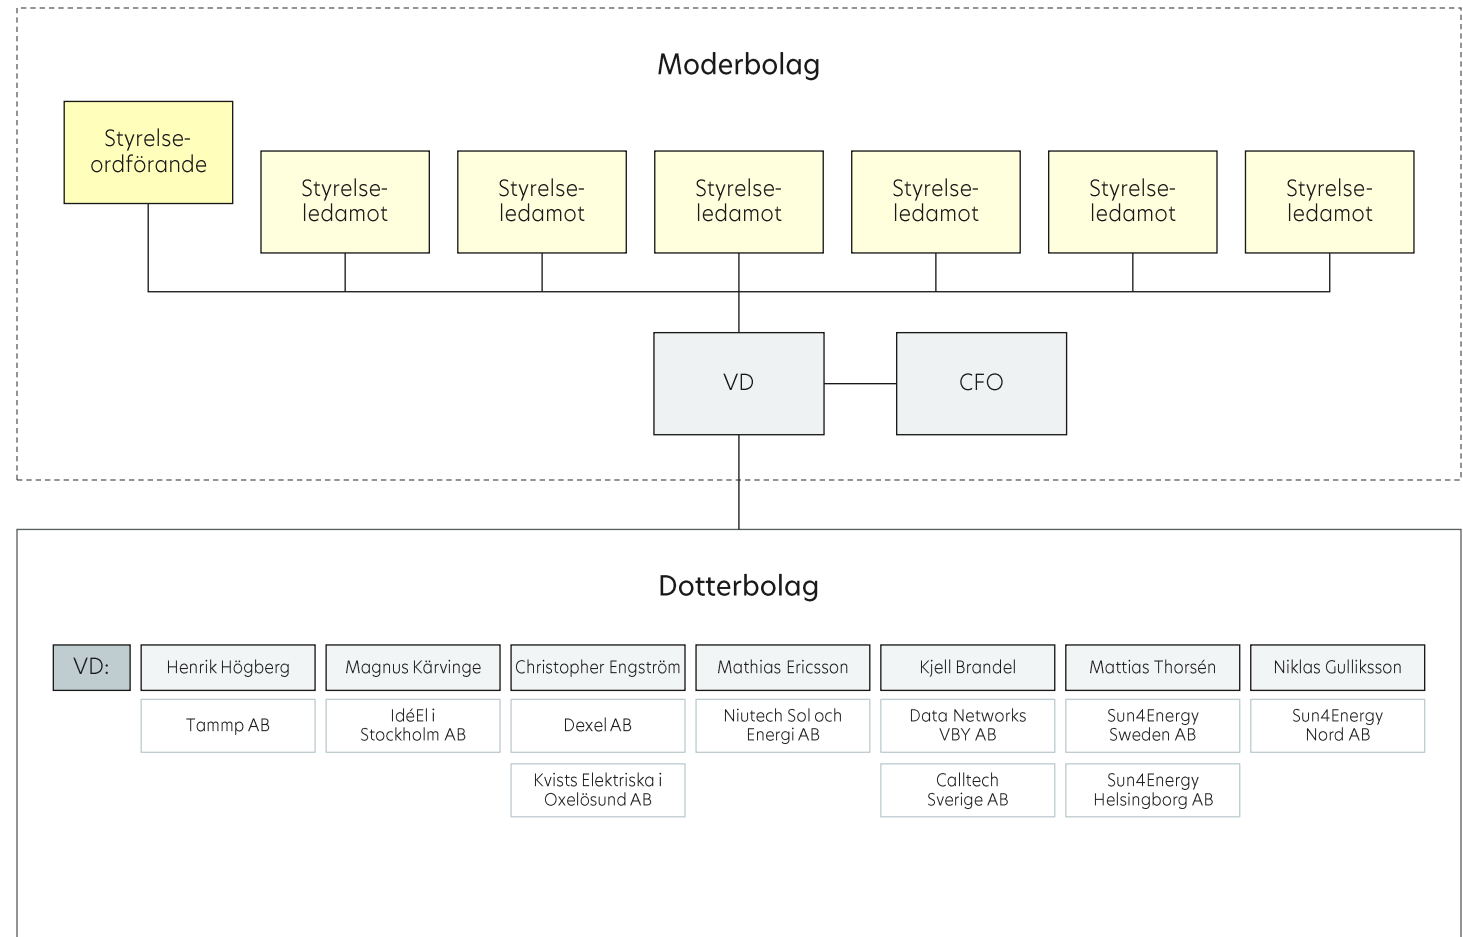 Moderbolag
Styrelse-
ordförande
Styrelse-
ledamot
Styrelse-
ledamot
Styrelse-
ledamot
Styrelse-
ledamot
Styrelse-
ledamot
Styrelse-
ledamot
VD
CFO
Dotterbolag
VD:
Henrik Högberg
Magnus Kärvinge
Christopher Engström
Mathias Ericsson
Kjell Brandel
Mattias Thorsén
Niklas Gulliksson
Tammp AB
IdéEl i
Stockholm AB
Dexel AB
Niutech Sol och
Energi AB
Data Networks
VBY AB
Sun4Energy
Sweden AB
Sun4Energy
Nord AB
Kvists Elektriska i
Oxelösund AB
Calltech
Sverige AB
Sun4Energy
Helsingborg AB